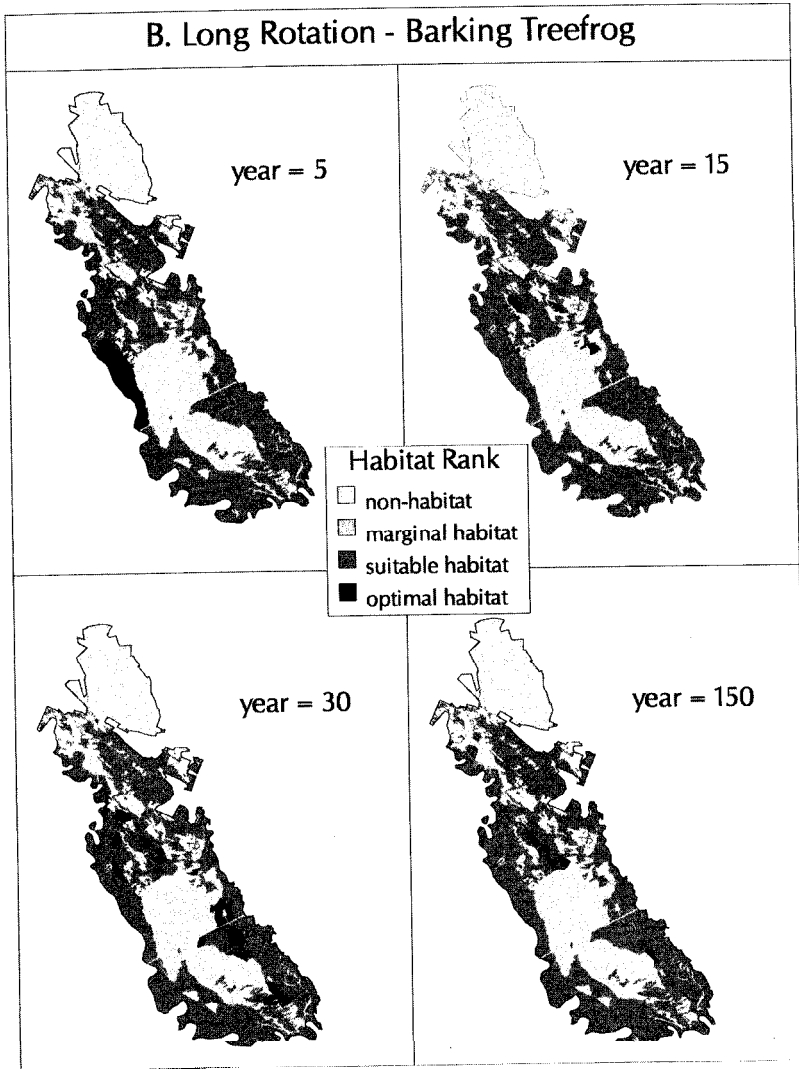 B. Long Rotation - Barking Treefrog
year = 5
year = 15
Habitat Rank
non-habitat
marginal habitat
suitable habitat
optimal habitat
year = 30
year = 150